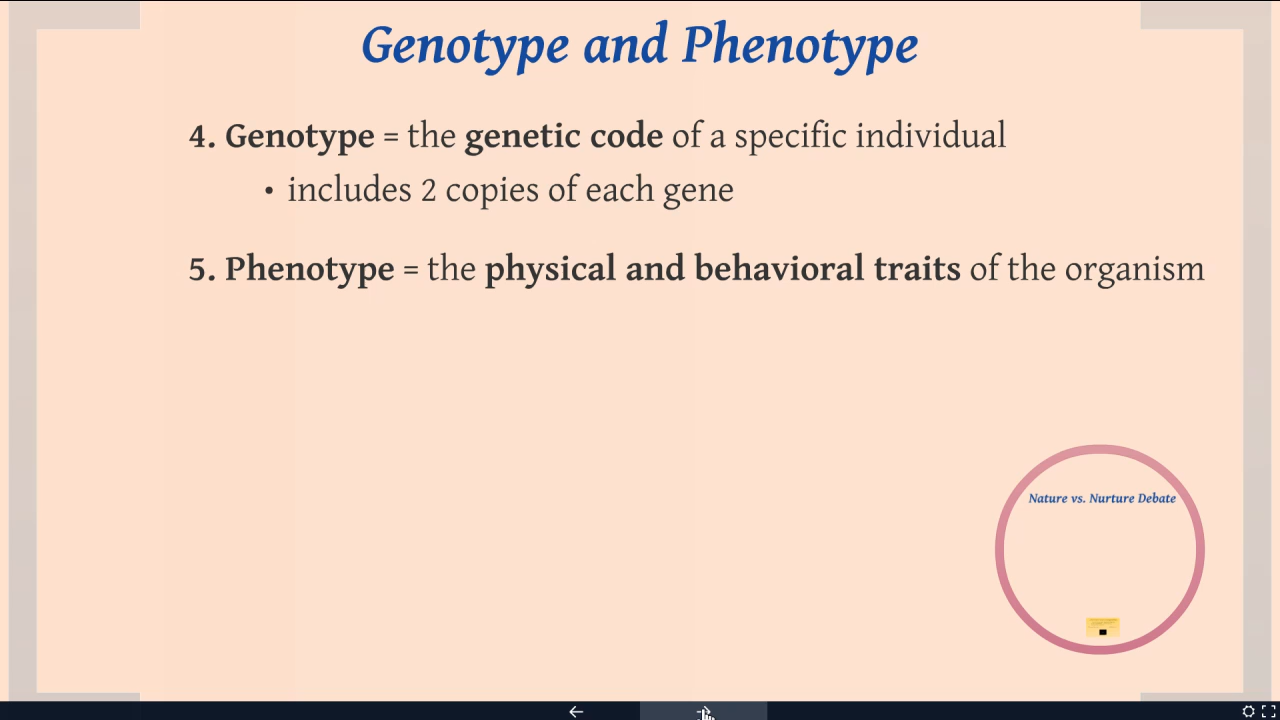 Genotype and Phenotype
4. Genotype = the genetic code of a specific individual
• includes 2 copies of each gene
5. Phenotype = the physical and behavioral traits of the organism
Nature vs. Nurture Debate